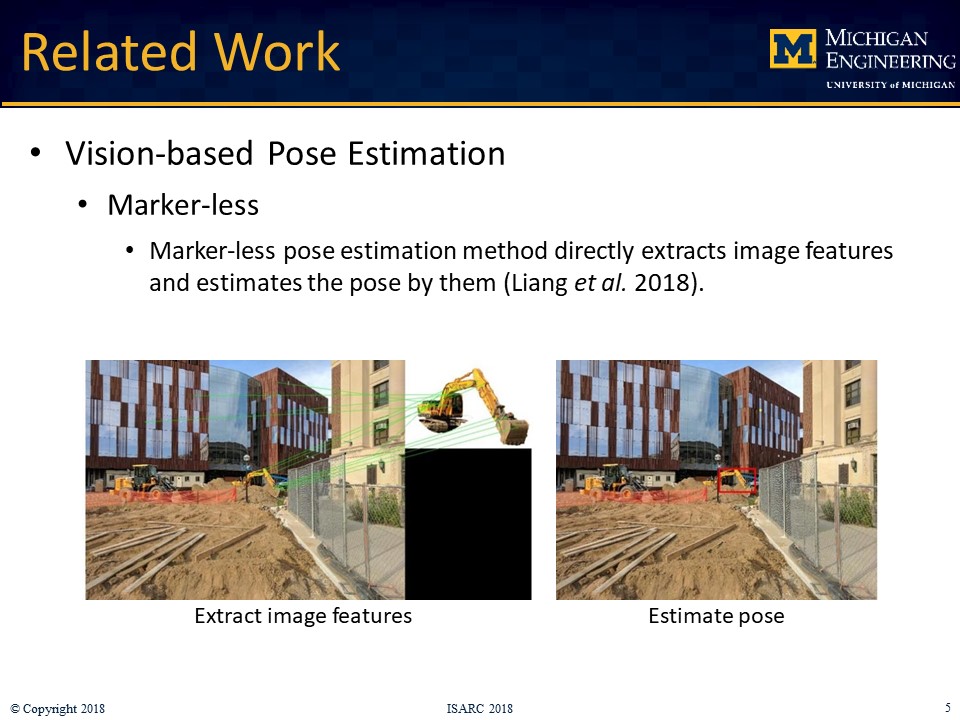 Related Work
M MICHIGAN
ENGINEERING
UNIVERSITY of MICHIGAN
• Vision-based Pose Estimation
• Marker-less
• Marker-less pose estimation method directly extracts image features
and estimates the pose by them (Liang et al. 2018).
Extract image features
Estimate pose
© Copyright 2018
ISARC 2018
5